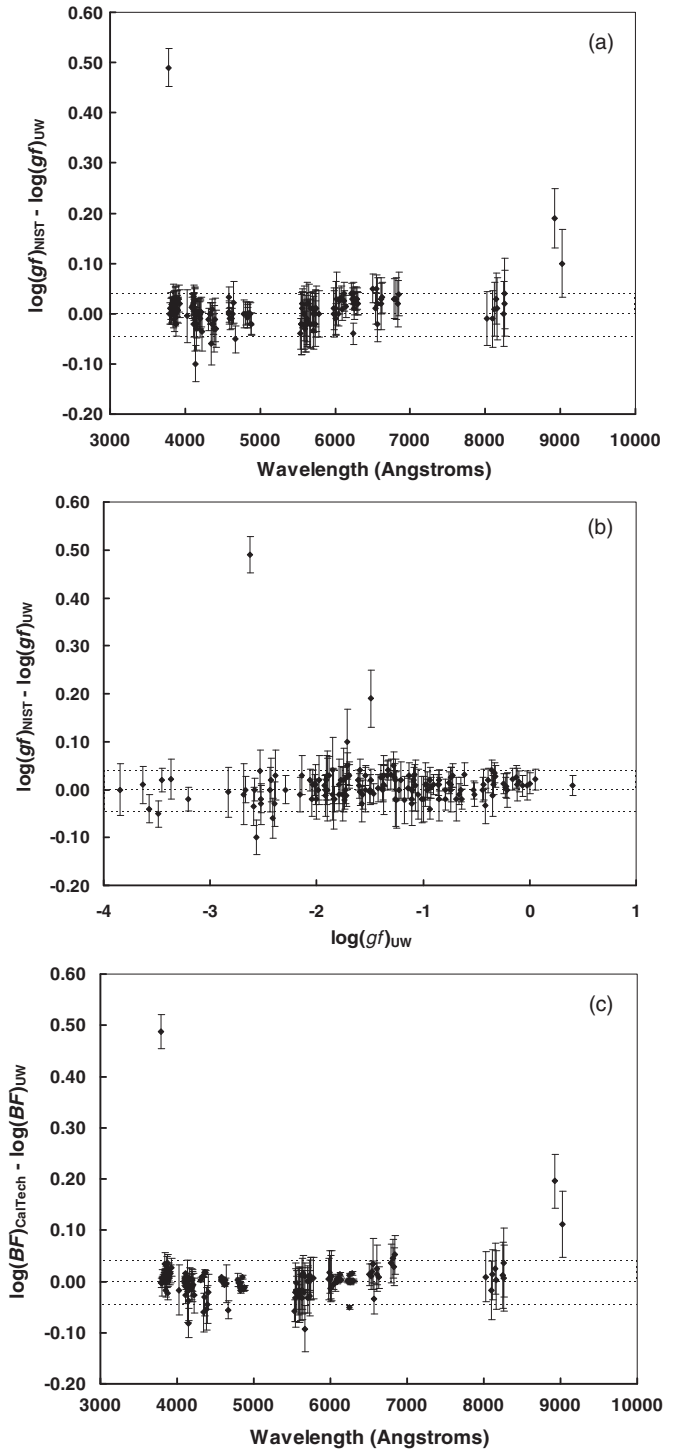 (a)
log(gf)NIST - log(gf)UW
0.60
0.50
0.40
0.30
0.20
0.10
0.00
-0.10
-0.20
3000 4000 5000 6000 7000 8000 9000 10000
Wavelength (Angstroms)
(b)
log(gf)NIST - log(gf)UW
0.60
0.50
0.40
0.30
0.20
0.10
0.00
-0.10
-0.20
-4 -3 -2 -1 0 1
log(gf)UW
(c)
log(BF)CalTech - log(BF)UW
0.60
0.50
0.40
0.30
0.20
0.10
0.00
-0.10
-0.20
3000 4000 5000 6000 7000 8000 9000 10000
Wavelength (Angstroms)